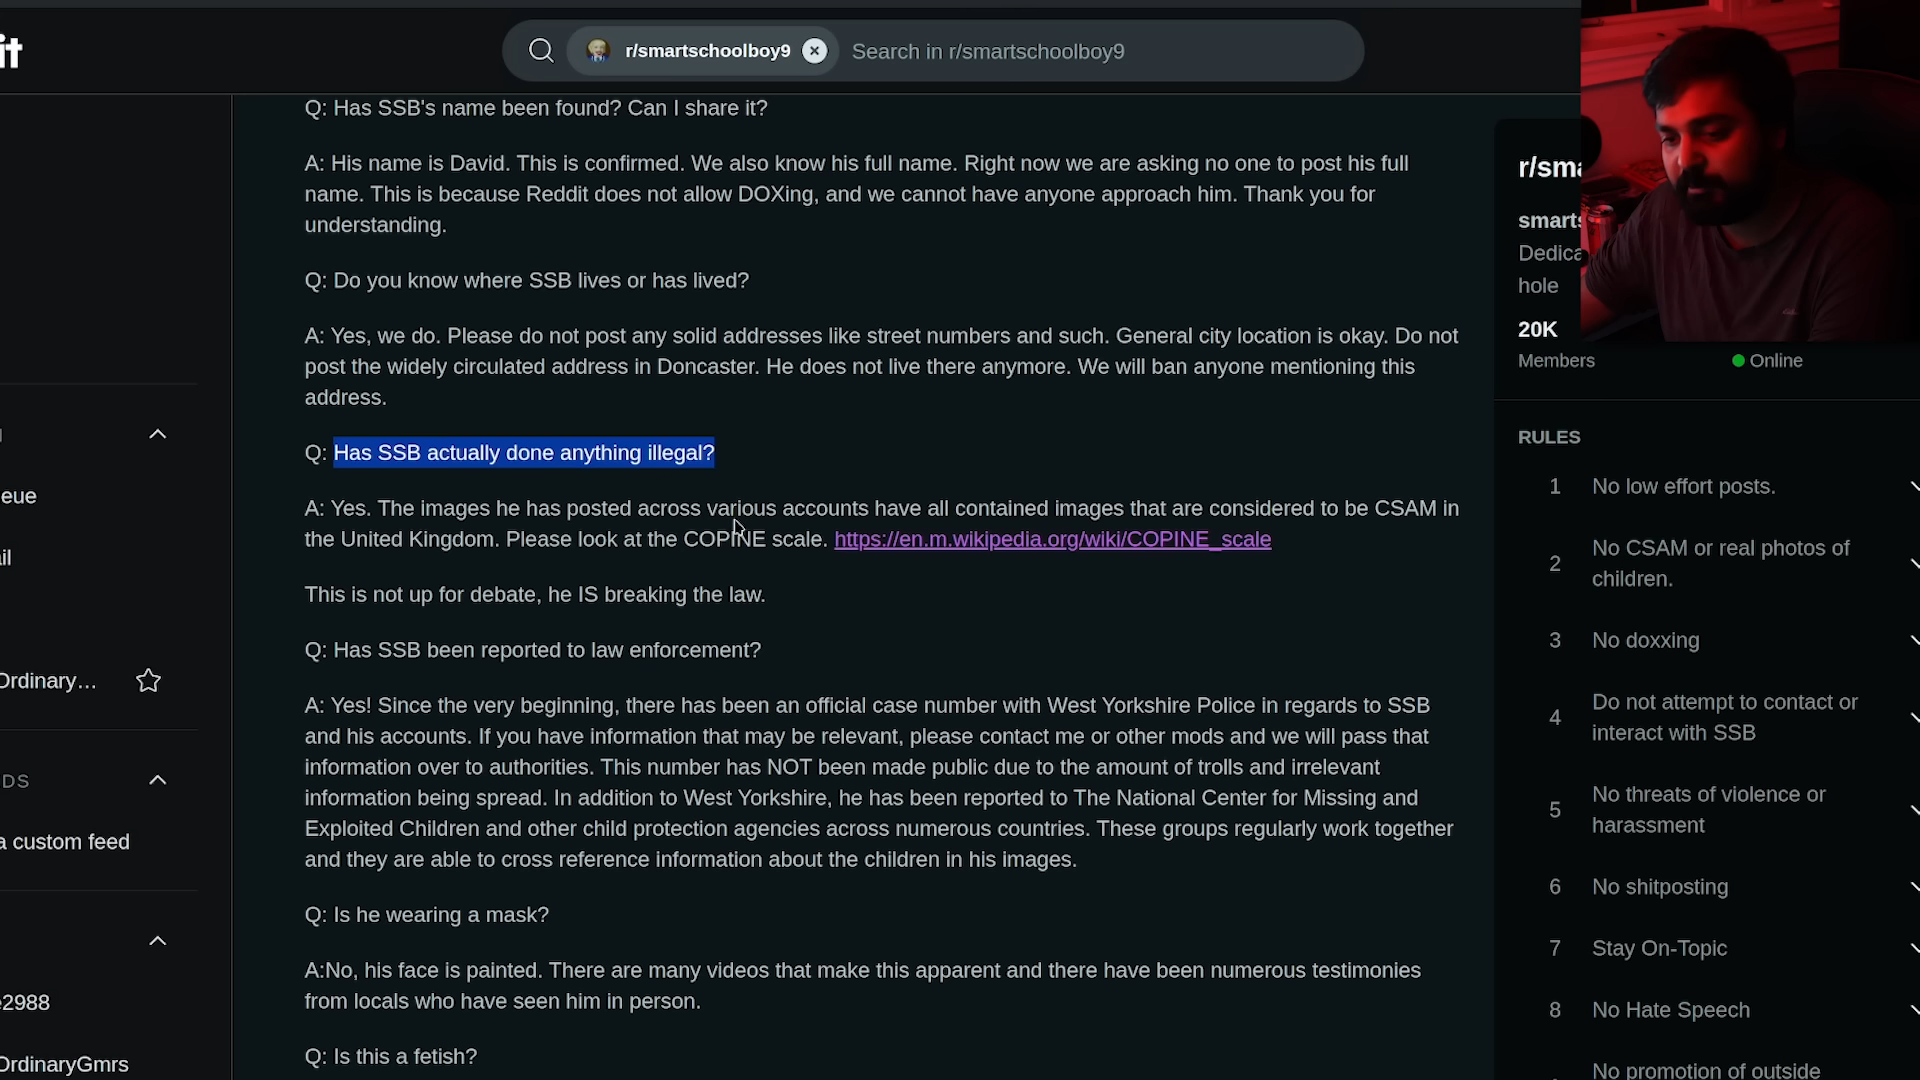 it
r/smartschoolboy9
Search in r/smartschoolboy9
Q: Has SSB's name been found? Can I share it?
A: His name is David. This is confirmed. We also know his full name. Right now we are asking no one to post his full
name. This is because Reddit does not allow DOXing, and we cannot have anyone approach him. Thank you for
understanding.
Q: Do you know where SSB lives or has lived?
A: Yes, we do. Please do not post any solid addresses like street numbers and such. General city location is okay. Do not
post the widely circulated address in Doncaster. He does not live there anymore. We will ban anyone mentioning this
address.
Q: Has SSB actually done anything illegal?
A: Yes. The images he has posted across various accounts have all contained images that are considered to be CSAM in
the United Kingdom. Please look at the COPINE scale. https://en.m.wikipedia.org/wiki/COPINE_scale
This is not up for debate, he IS breaking the law.
Q: Has SSB been reported to law enforcement?
A: Yes! Since the very beginning, there has been an official case number with West Yorkshire Police in regards to SSB
and his accounts. If you have information that may be relevant, please contact me or other mods and we will pass that
information over to authorities. This number has NOT been made public due to the amount of trolls and irrelevant
information being spread. In addition to West Yorkshire, he has been reported to The National Center for Missing and
Exploited Children and other child protection agencies across numerous countries. These groups regularly work together
and they are able to cross reference information about the children in his images.
Q: Is he wearing a mask?
A:No, his face is painted. There are many videos that make this apparent and there have been numerous testimonies
from locals who have seen him in person.
Q: Is this a fetish?
eue
il
Ordinary...
DS
a custom feed
2988
OrdinaryGmrs
r/sma
smarts
Dedica
hole
20K
Members
Online
RULES
1 No low effort posts.
2 No CSAM or real photos of
children.
3 No doxxing
4 Do not attempt to contact or
interact with SSB
5 No threats of violence or
harassment
6 No shitposting
7 Stay On-Topic
8 No Hate Speech
No promotion of outside